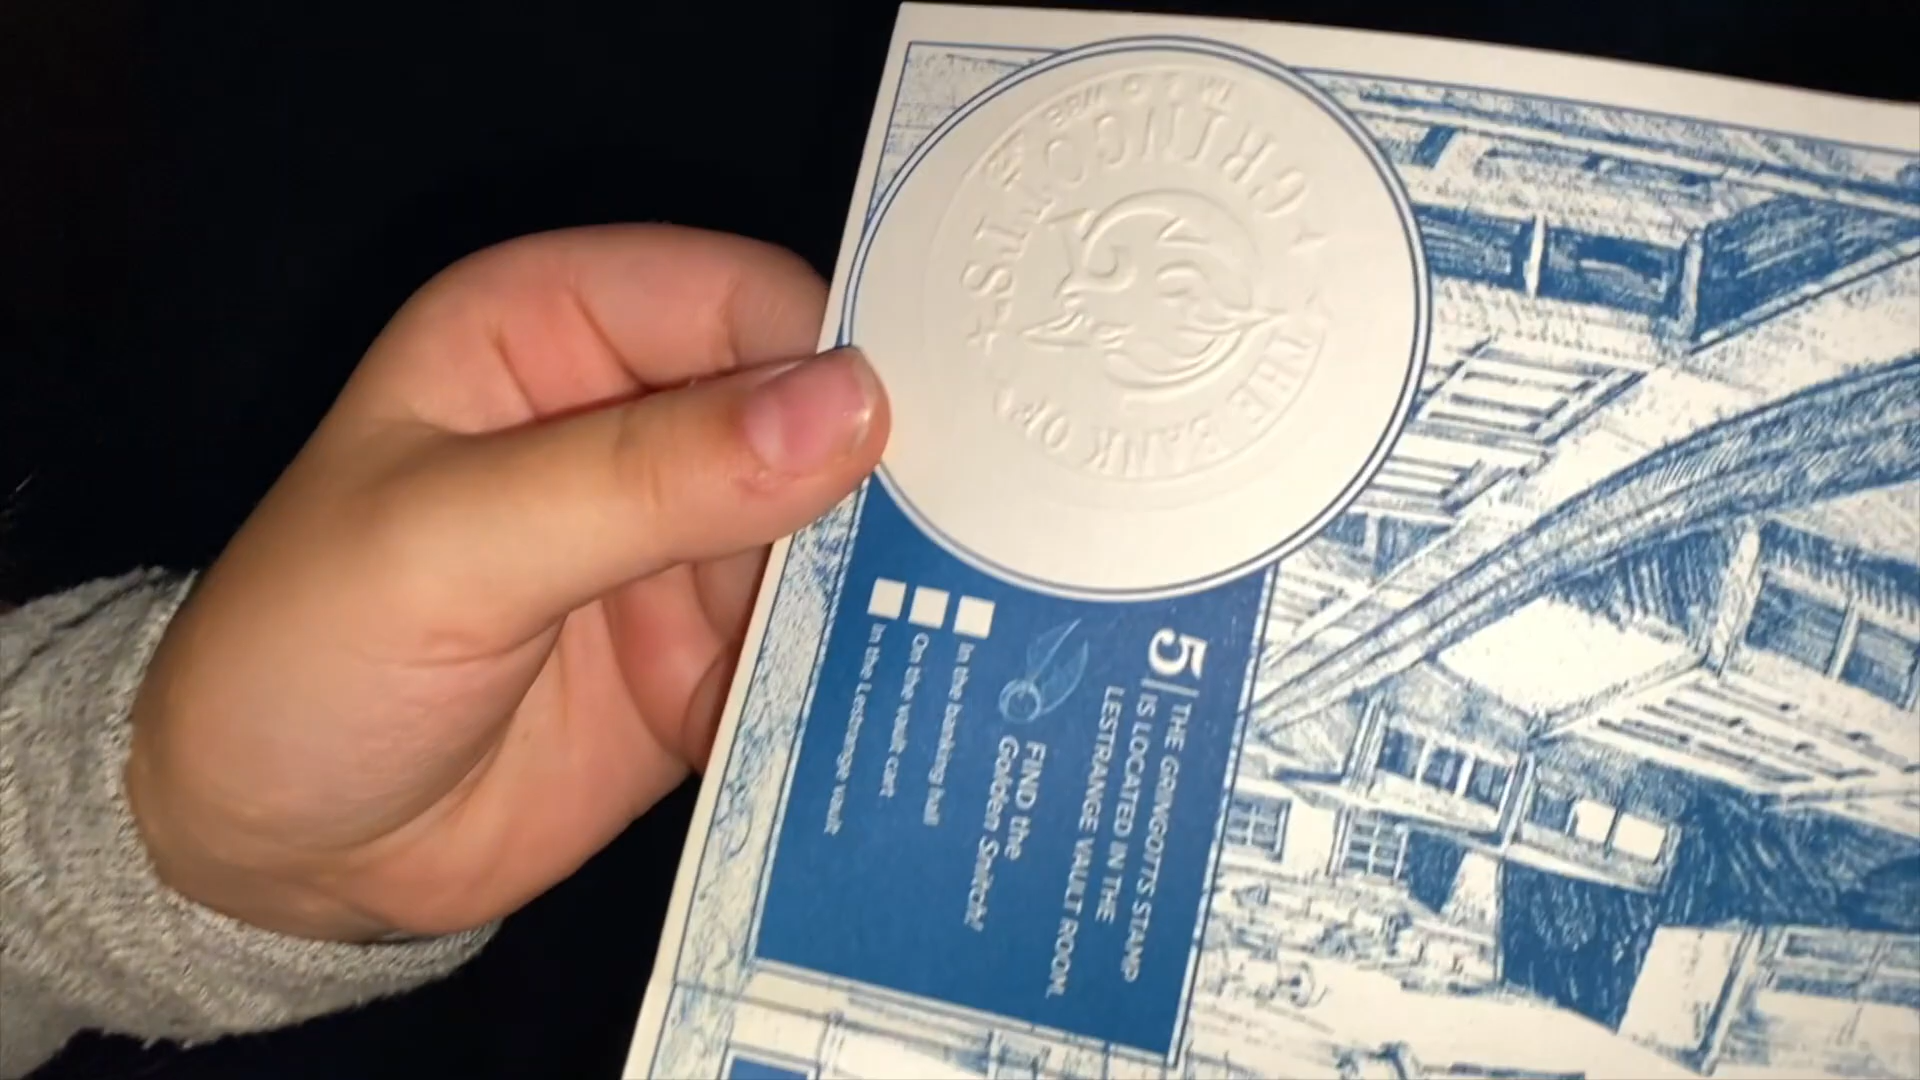 THE BANK OF
GRINGOTTS
5 | THE GRINGOTTS STAMP
IS LOCATED IN THE
LESTRANGE VAULT ROOM.
FIND the
Golden Snitch!
In the banking hall
On the vault cart
In the Lestrange vault